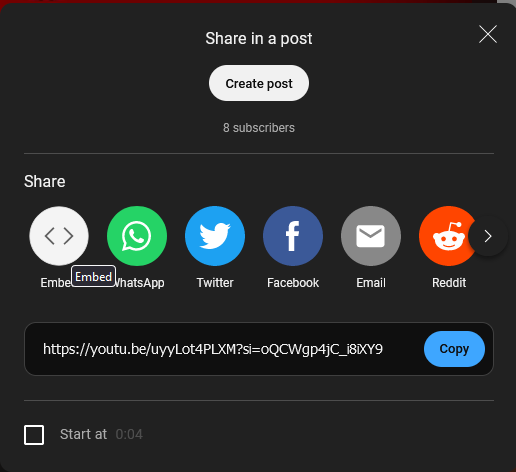 Share in a post
Create post
8 subscribers
Share
Embed
WhatsApp
Twitter
Facebook
Email
Reddit
Embed
https://youtu.be/uyyLot4PLXM?si=oQCWgp4jC_i8iXY9
Copy
Start at 0:04